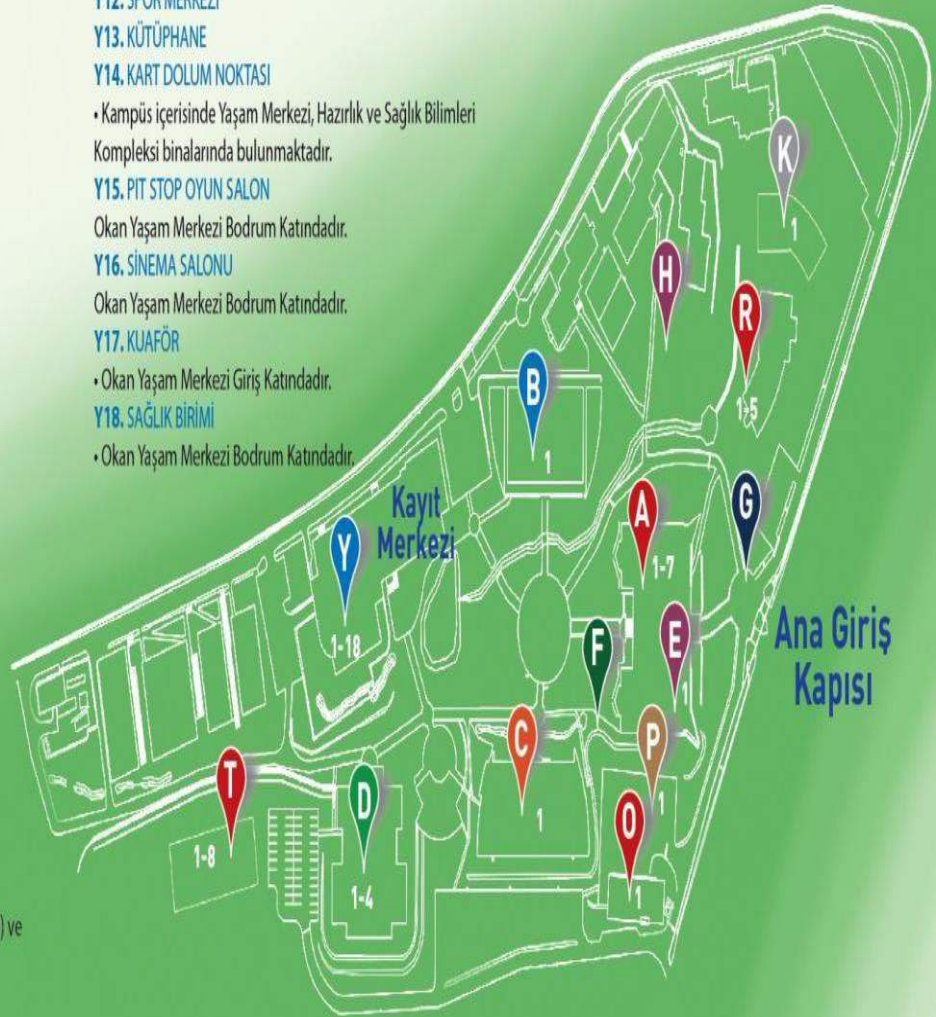 Y12. SPOR MERKEZİ
Y13. KÜTÜPHANE
Y14. KART DOLUM NOKTASI
• Kampüs içerisinde Yaşam Merkezi, Hazırlık ve Sağlık Bilimleri
Kompleksi binalarında bulunmaktadır.
Y15. PIT STOP OYUN SALON
Okan Yaşam Merkezi Bodrum Katındadır.
Y16. SİNEMA SALONU
Okan Yaşam Merkezi Bodrum Katındadır.
Y17. KUAFÖR
• Okan Yaşam Merkezi Giriş Katındadır.
Y18. SAĞLIK BİRİMİ
• Okan Yaşam Merkezi Bodrum Katındadır.
K
1
H
R
1-5
B
1
Kayıt
Merkezi
Y
1-18
A
1-7
G
F
E
1
Ana Giriş
Kapısı
T
1-8
D
1-4
C
1
P
1
O
1
) ve